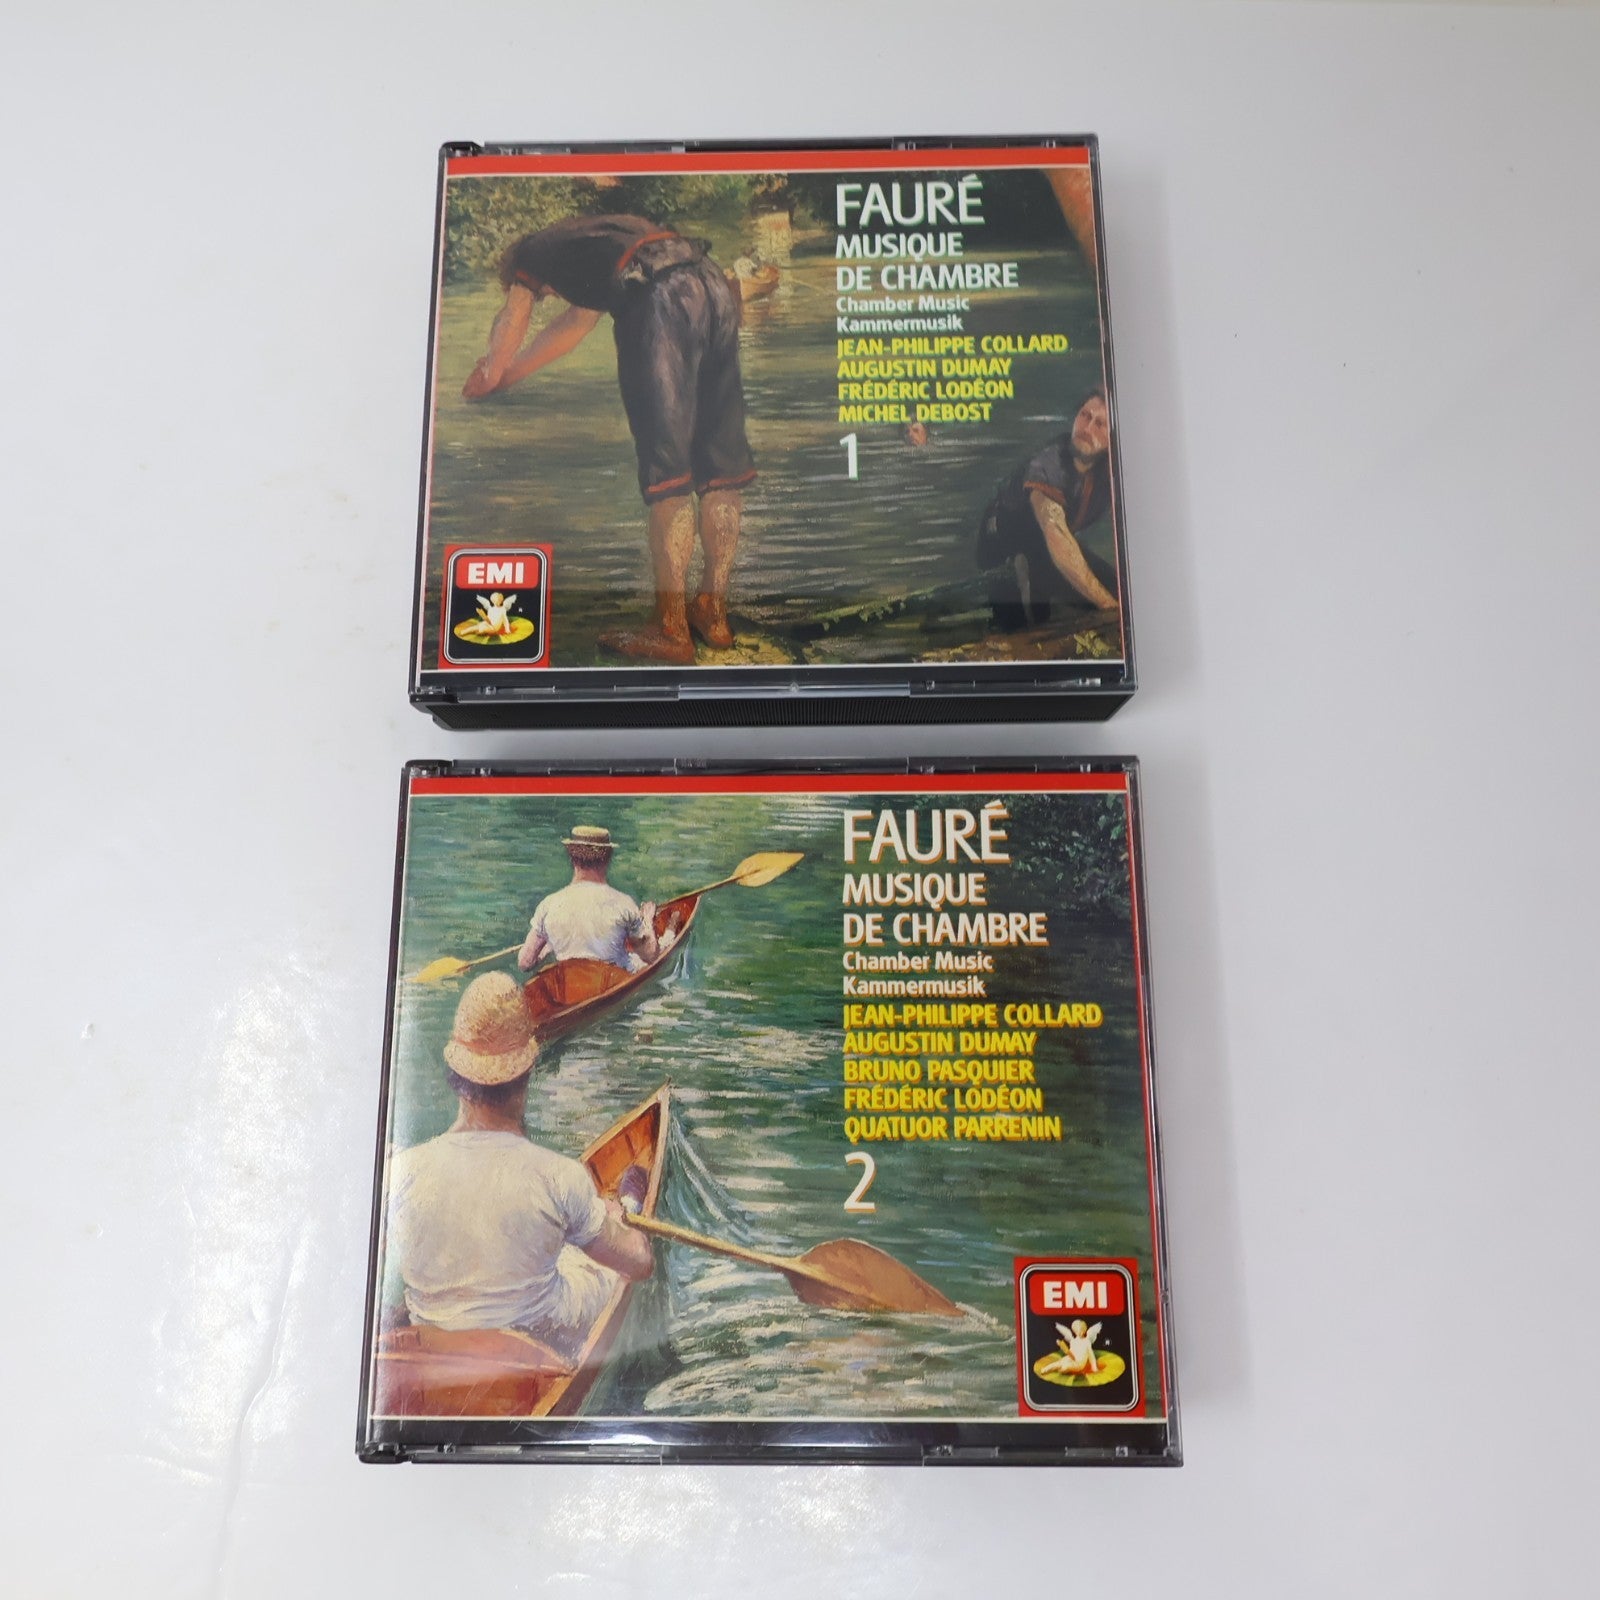 FAURÉ
MUSIQUE
DE CHAMBRE
Chamber Music
Kammermusik
JEAN-PHILIPPE COLLARD
AUGUSTIN DUMAY
FRÉDÉRIC LODÉON
MICHEL DEBOST
1
EMI
FAURÉ
MUSIQUE
DE CHAMBRE
Chamber Music
Kammermusik
JEAN-PHILIPPE COLLARD
AUGUSTIN DUMAY
BRUNO PASQUIER
FRÉDÉRIC LODÉON
QUATUOR PARRENIN
2
EMI